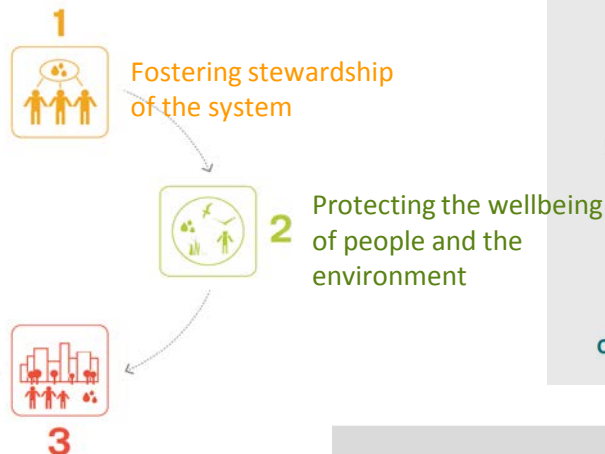 1
Fostering stewardship
of the system
2
Protecting the wellbeing
of people and the
environment
3